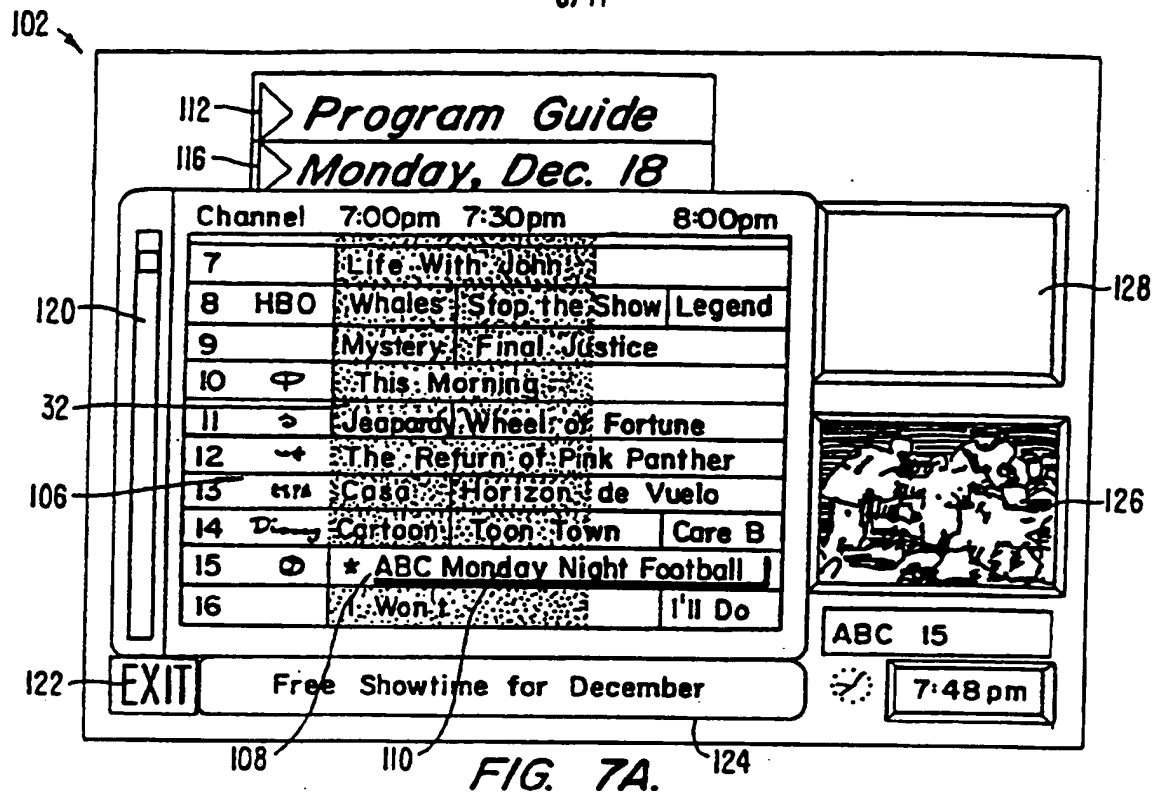 102
112 Program Guide
116 Monday, Dec. 18
Channel 7:00pm 7:30pm 8:00pm
7 Life With John
120 8 HBO Whales Stop the Show Legend 128
9 Mystery Final Justice
10 This Morning
32
11 Jeopardy Wheel of Fortune
12 The Return of Pink Panther
106 13 Casa Horizon de Vuelo 126
14 Disney Cartoon Toon Town Care B
15 * ABC Monday Night Football
16 I Won't I'll Do
ABC 15
122 EXIT Free Showtime for December 7:48pm
108 110 124
FIG. 7A.